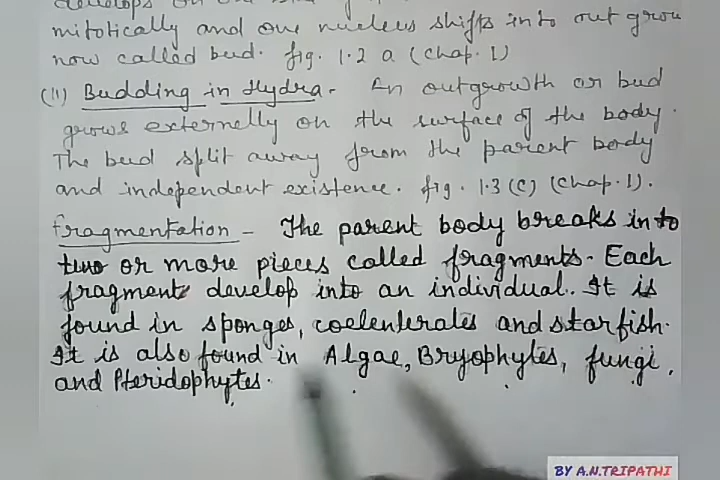 develops on
mitotically and one nucleus shifts into out grou
now called bud. fig. 1.2 a (Chap. 1)
(II) Budding in Hydra - An outgrowth or bud
grows externelly on the surface of the body.
The bud split away from the parent body
and independent existence. fig. 1.3 (c) (Chap. 1).
Fragmentation - The parent body breaks into
two or more pieces called fragments. Each
fragment develop into an individual. It is
found in sponges, coelenterates and starfish.
It is also found in Algae, Bryophytes, fungi,
and Pteridophytes.
BY A.N.TRIPATHI